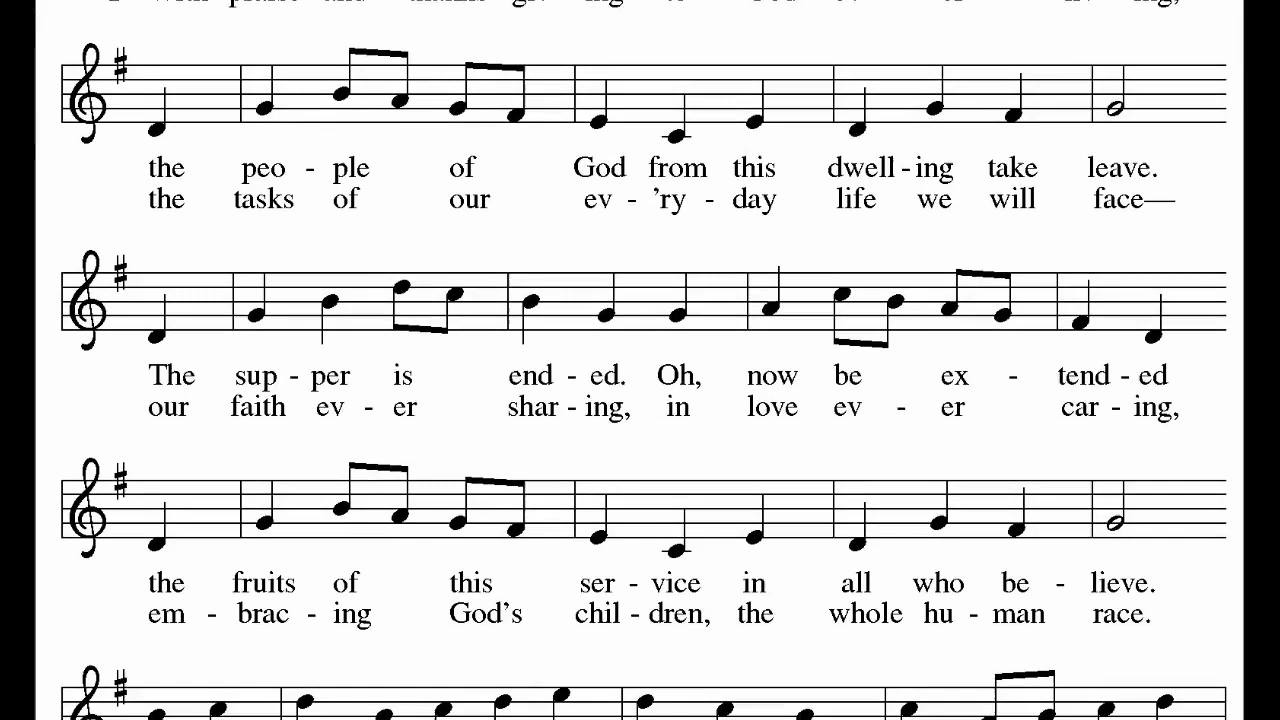 the peo - ple of God from this dwell - ing take leave.
the tasks of our ev - 'ry - day life we will face—
The sup - per is end - ed. Oh, now be ex - tend - ed
our faith ev - er shar - ing, in love ev - er car - ing,
the fruits of this ser - vice in all who be - lieve.
em - brac - ing God's chil - dren, the whole hu - man race.